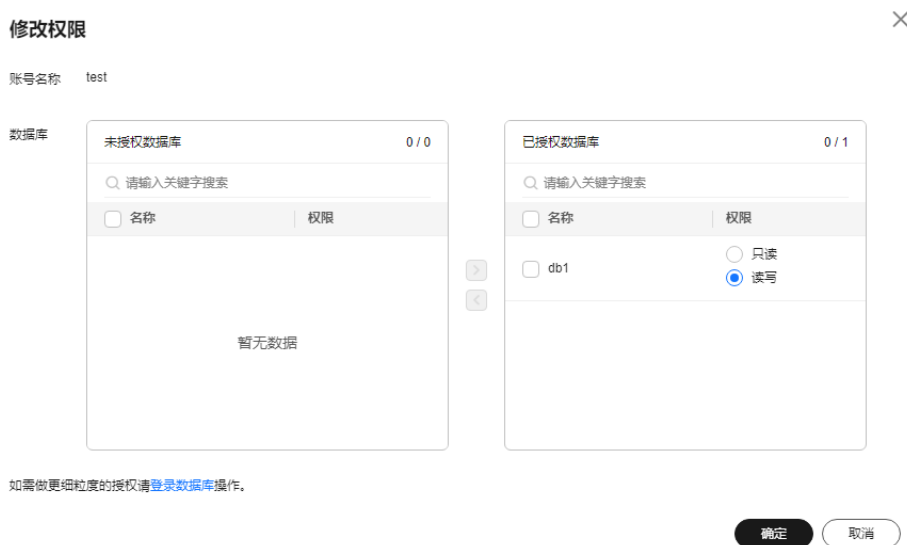 修改权限
账号名称 test
数据库
未授权数据库 0 / 0
请输入关键字搜索
名称 权限
暂无数据
已授权数据库 0 / 1
请输入关键字搜索
名称 权限
db1
只读
读写
如需做更细粒度的授权请登录数据库操作。
确定 取消